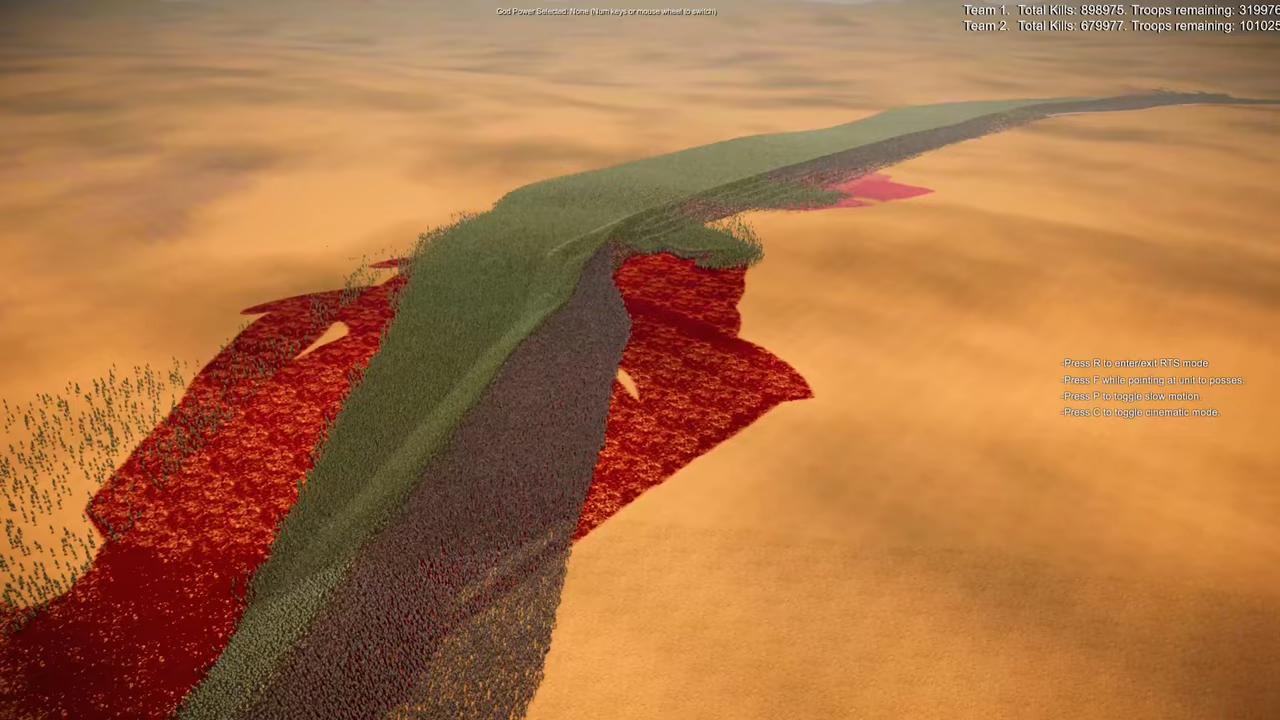 God Power Selected: None (Num keys or mouse wheel to switch)
Team 1. Total Kills: 898975. Troops remaining: 319976
Team 2. Total Kills: 679977. Troops remaining: 101025
-Press R to enter/exit RTS mode
-Press F while pointing at unit to posses.
-Press P to toggle slow motion.
-Press C to toggle cinematic mode.